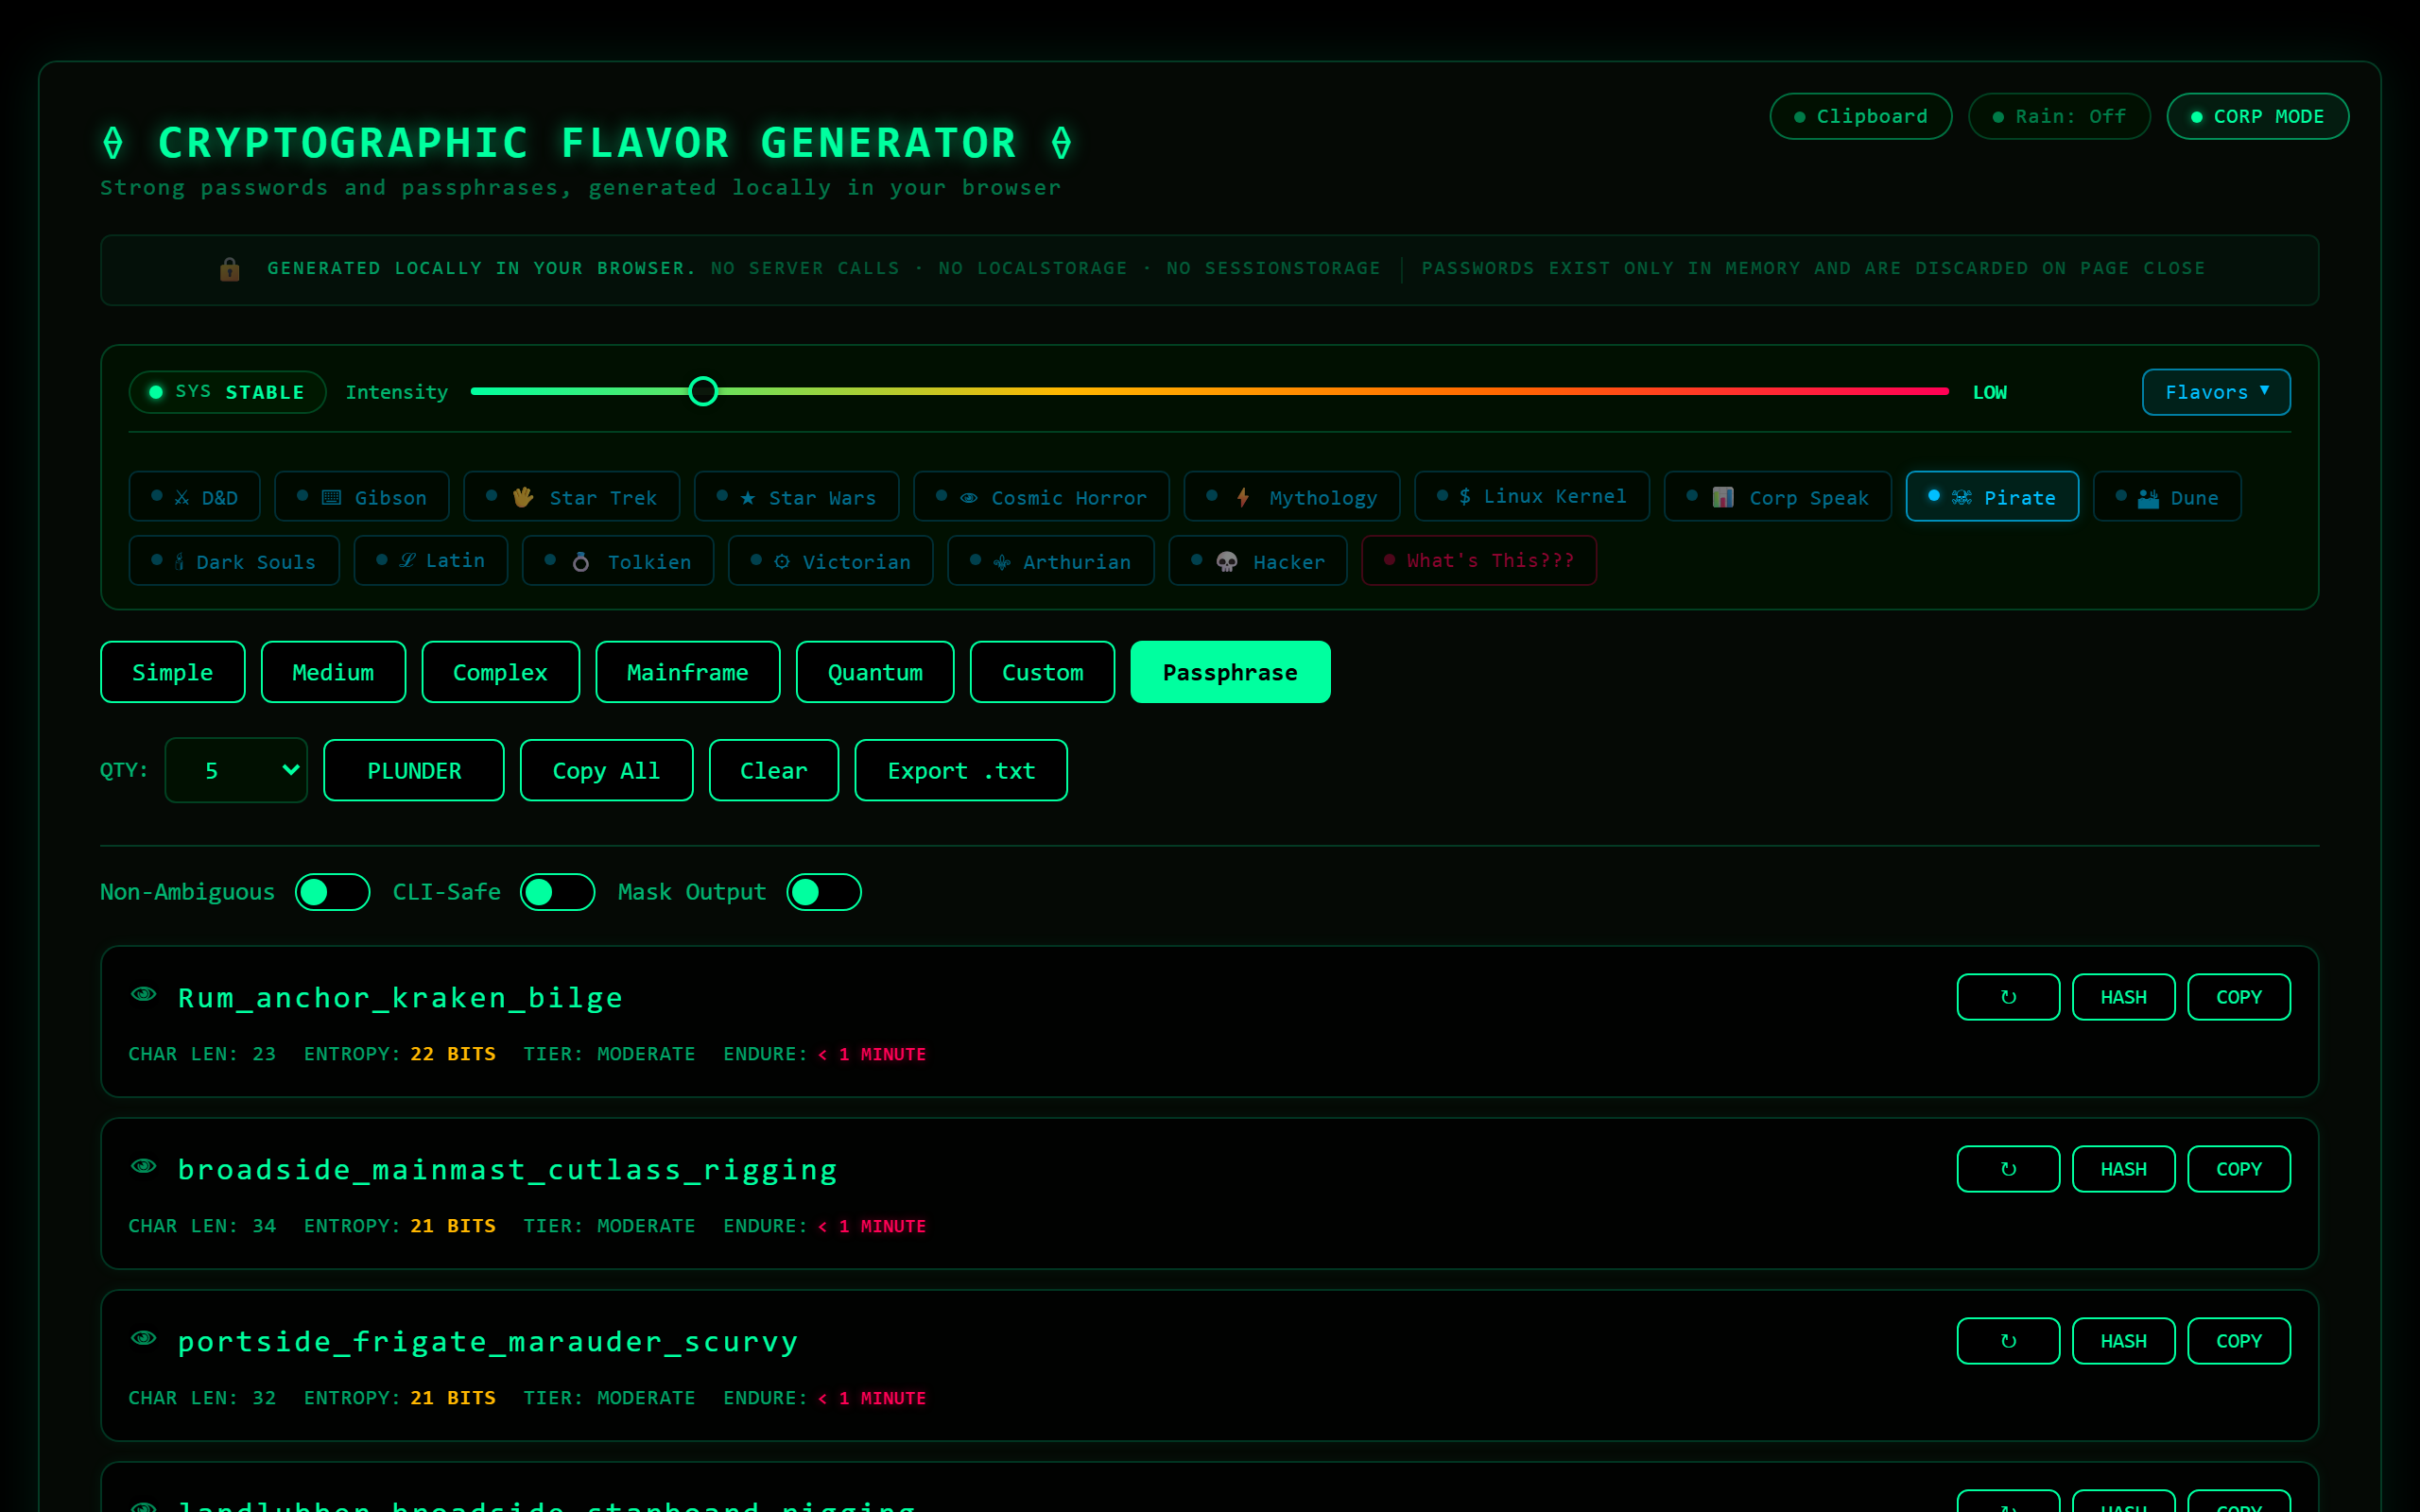 Clipboard Rain: Off CORP MODE
CRYPTOGRAPHIC FLAVOR GENERATOR
Strong passwords and passphrases, generated locally in your browser
GENERATED LOCALLY IN YOUR BROWSER. NO SERVER CALLS · NO LOCALSTORAGE · NO SESSIONSTORAGE PASSWORDS EXIST ONLY IN MEMORY AND ARE DISCARDED ON PAGE CLOSE
SYS STABLE Intensity LOW Flavors ▼
D&D Gibson Star Trek Star Wars Cosmic Horror Mythology $ Linux Kernel Corp Speak Pirate Dune
Dark Souls ℒ Latin Tolkien Victorian Arthurian Hacker What's This???
Simple Medium Complex Mainframe Quantum Custom Passphrase
QTY: 5 PLUNDER Copy All Clear Export .txt
Non-Ambiguous CLI-Safe Mask Output
Rum_anchor_kraken_bilge ↻ HASH COPY
CHAR LEN: 23 ENTROPY: 22 BITS TIER: MODERATE ENDURE: < 1 MINUTE
broadside_mainmast_cutlass_rigging ↻ HASH COPY
CHAR LEN: 34 ENTROPY: 21 BITS TIER: MODERATE ENDURE: < 1 MINUTE
portside_frigate_marauder_scurvy ↻ HASH COPY
CHAR LEN: 32 ENTROPY: 21 BITS TIER: MODERATE ENDURE: < 1 MINUTE
landlubber_broadside_starboard_rigging ↻ HASH COPY